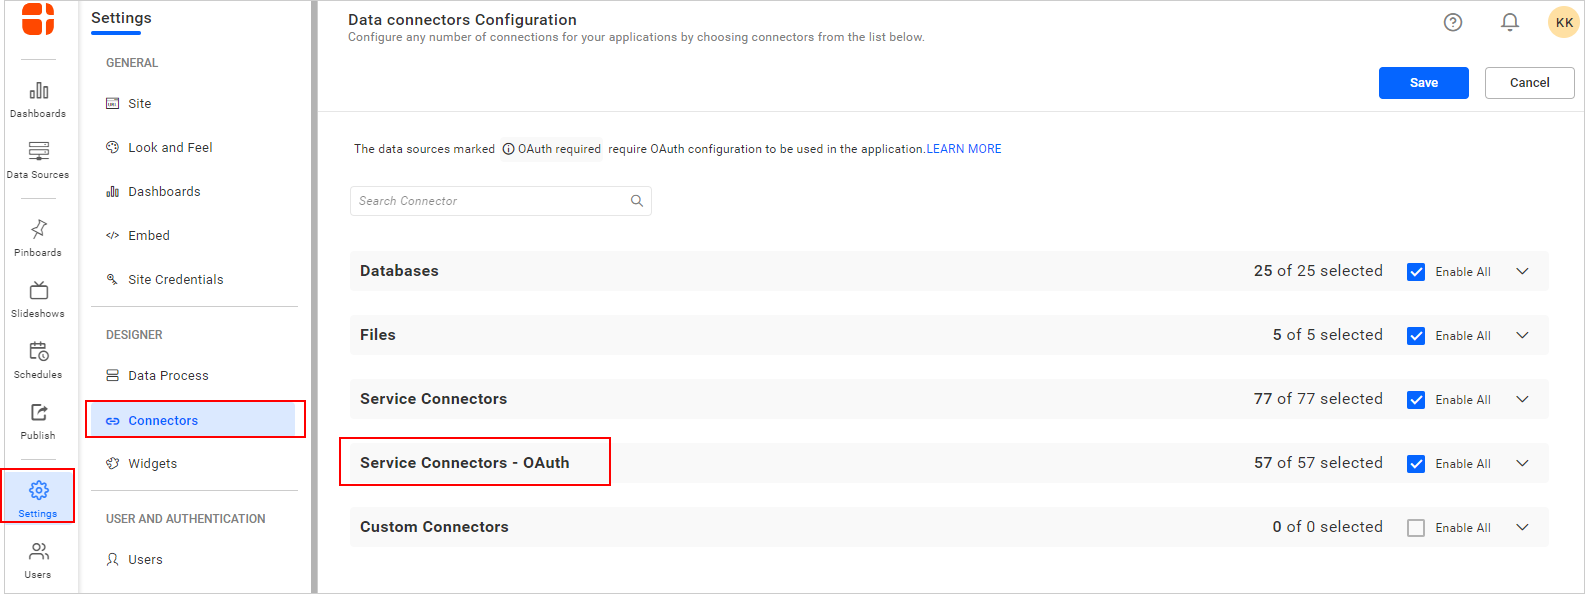 Dashboards
Data Sources
Pinboards
Slideshows
Schedules
Publish
Settings
Users
Settings
GENERAL
Site
Look and Feel
Dashboards
Embed
Site Credentials
DESIGNER
Data Process
Connectors
Widgets
USER AND AUTHENTICATION
Users
Data connectors Configuration
Configure any number of connections for your applications by choosing connectors from the list below.
KK
Save Cancel
The data sources marked OAuth required require OAuth configuration to be used in the application.LEARN MORE
Search Connector
Databases 25 of 25 selected Enable All
Files 5 of 5 selected Enable All
Service Connectors 77 of 77 selected Enable All
Service Connectors - OAuth 57 of 57 selected Enable All
Custom Connectors 0 of 0 selected Enable All